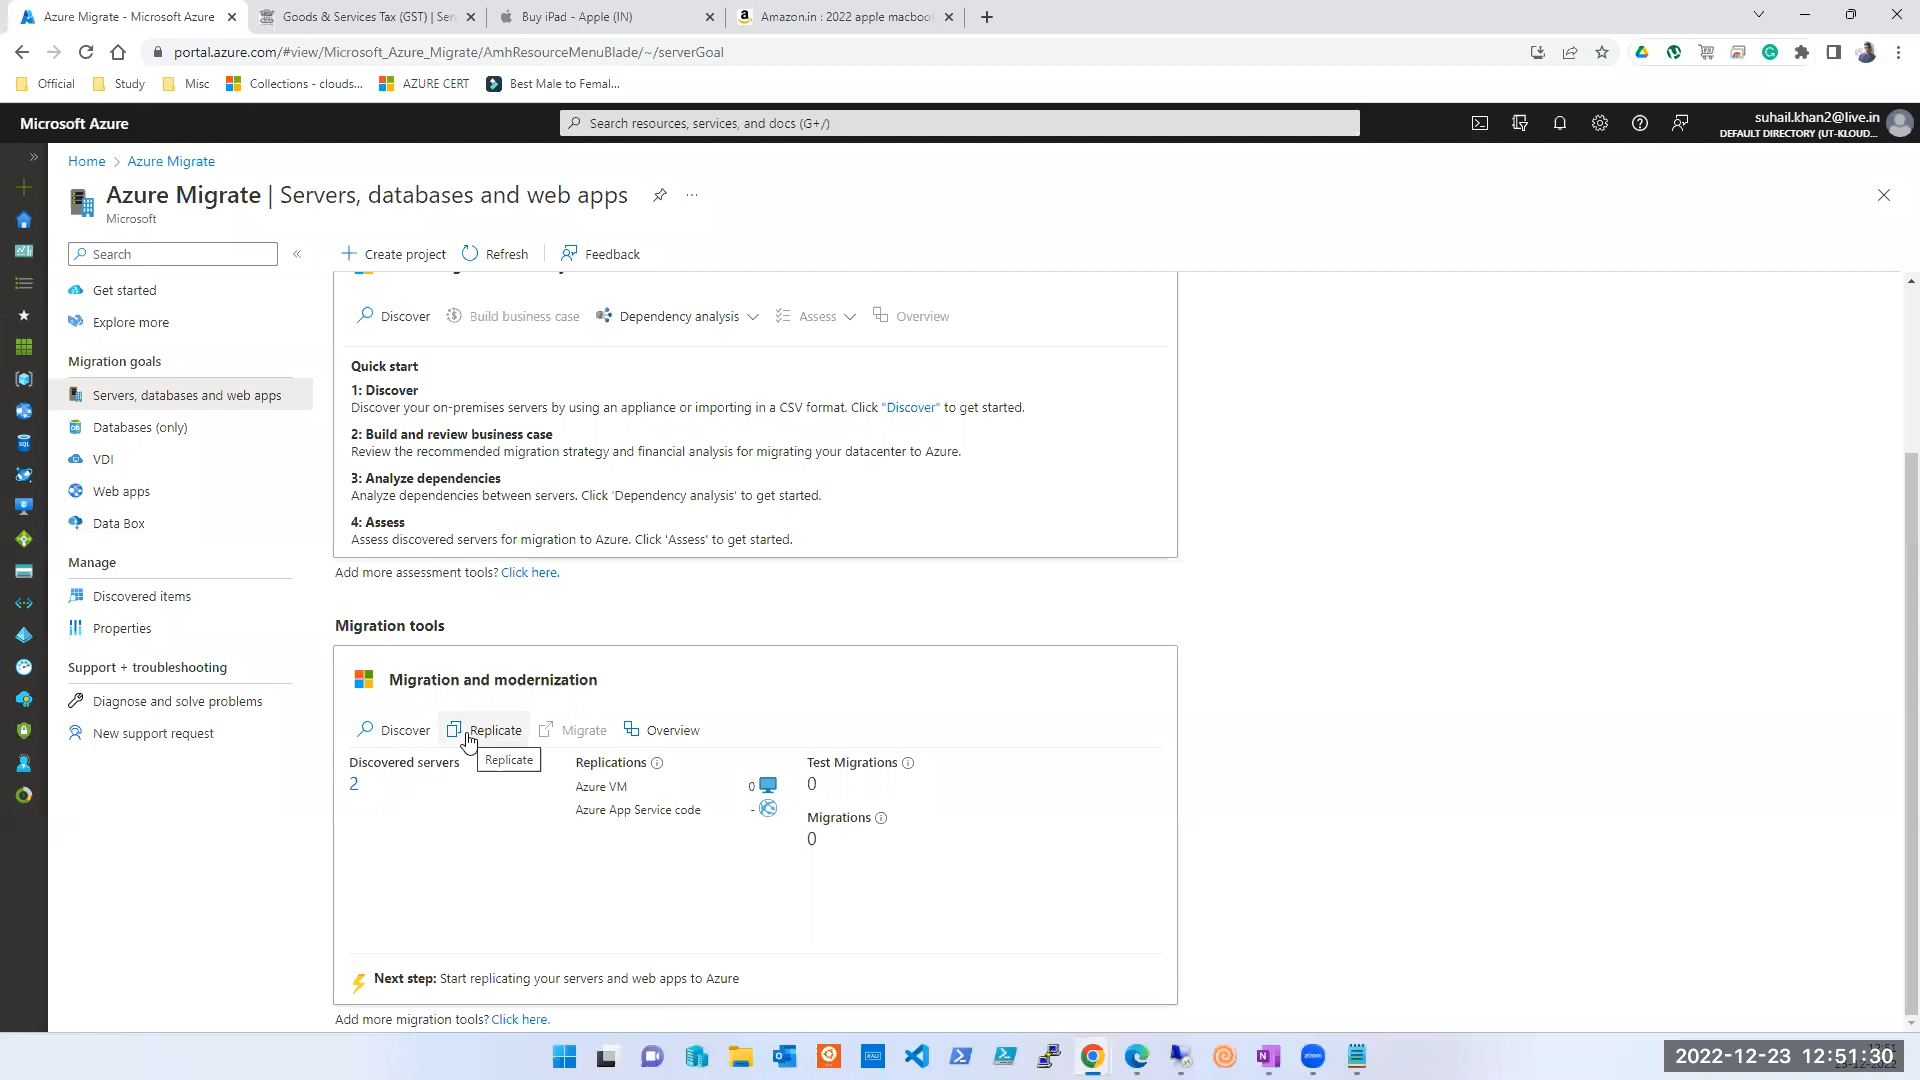 Azure Migrate - Microsoft Azure
Goods & Services Tax (GST) | Ser
Buy iPad - Apple (IN)
Amazon.in : 2022 apple macboo
portal.azure.com/#view/Microsoft_Azure_Migrate/AmhResourceMenuBlade/~/serverGoal
Official
Study
Misc
Collections - clouds...
AZURE CERT
Best Male to Femal...
Microsoft Azure
Search resources, services, and docs (G+/)
suhail.khan2@live.in
DEFAULT DIRECTORY (UT-KLOUD...
Home > Azure Migrate
Azure Migrate | Servers, databases and web apps
Microsoft
Search
Create project
Refresh
Feedback
Get started
Explore more
Migration goals
Servers, databases and web apps
Databases (only)
VDI
Web apps
Data Box
Manage
Discovered items
Properties
Support + troubleshooting
Diagnose and solve problems
New support request
Discover
Build business case
Dependency analysis
Assess
Overview
Quick start
1: Discover
Discover your on-premises servers by using an appliance or importing in a CSV format. Click "Discover" to get started.
2: Build and review business case
Review the recommended migration strategy and financial analysis for migrating your datacenter to Azure.
3: Analyze dependencies
Analyze dependencies between servers. Click 'Dependency analysis' to get started.
4: Assess
Assess discovered servers for migration to Azure. Click 'Assess' to get started.
Add more assessment tools? Click here.
Migration tools
Migration and modernization
Discover
Replicate
Migrate
Overview
Replicate
Discovered servers
2
Replications
Azure VM 0
Azure App Service code -
Test Migrations
0
Migrations
0
Next step: Start replicating your servers and web apps to Azure
Add more migration tools? Click here.
2022-12-23 12:51:30